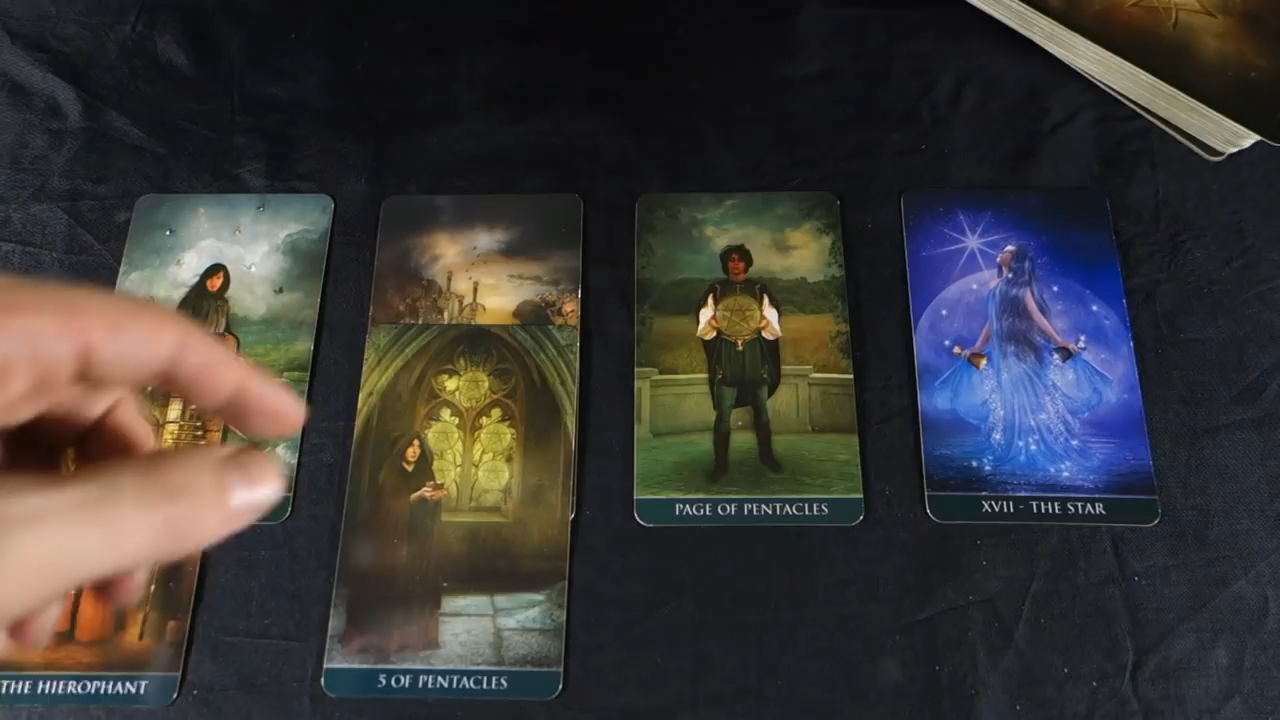 PAGE OF PENTACLES
XVII - THE STAR
THE HIEROPHANT
5 OF PENTACLES